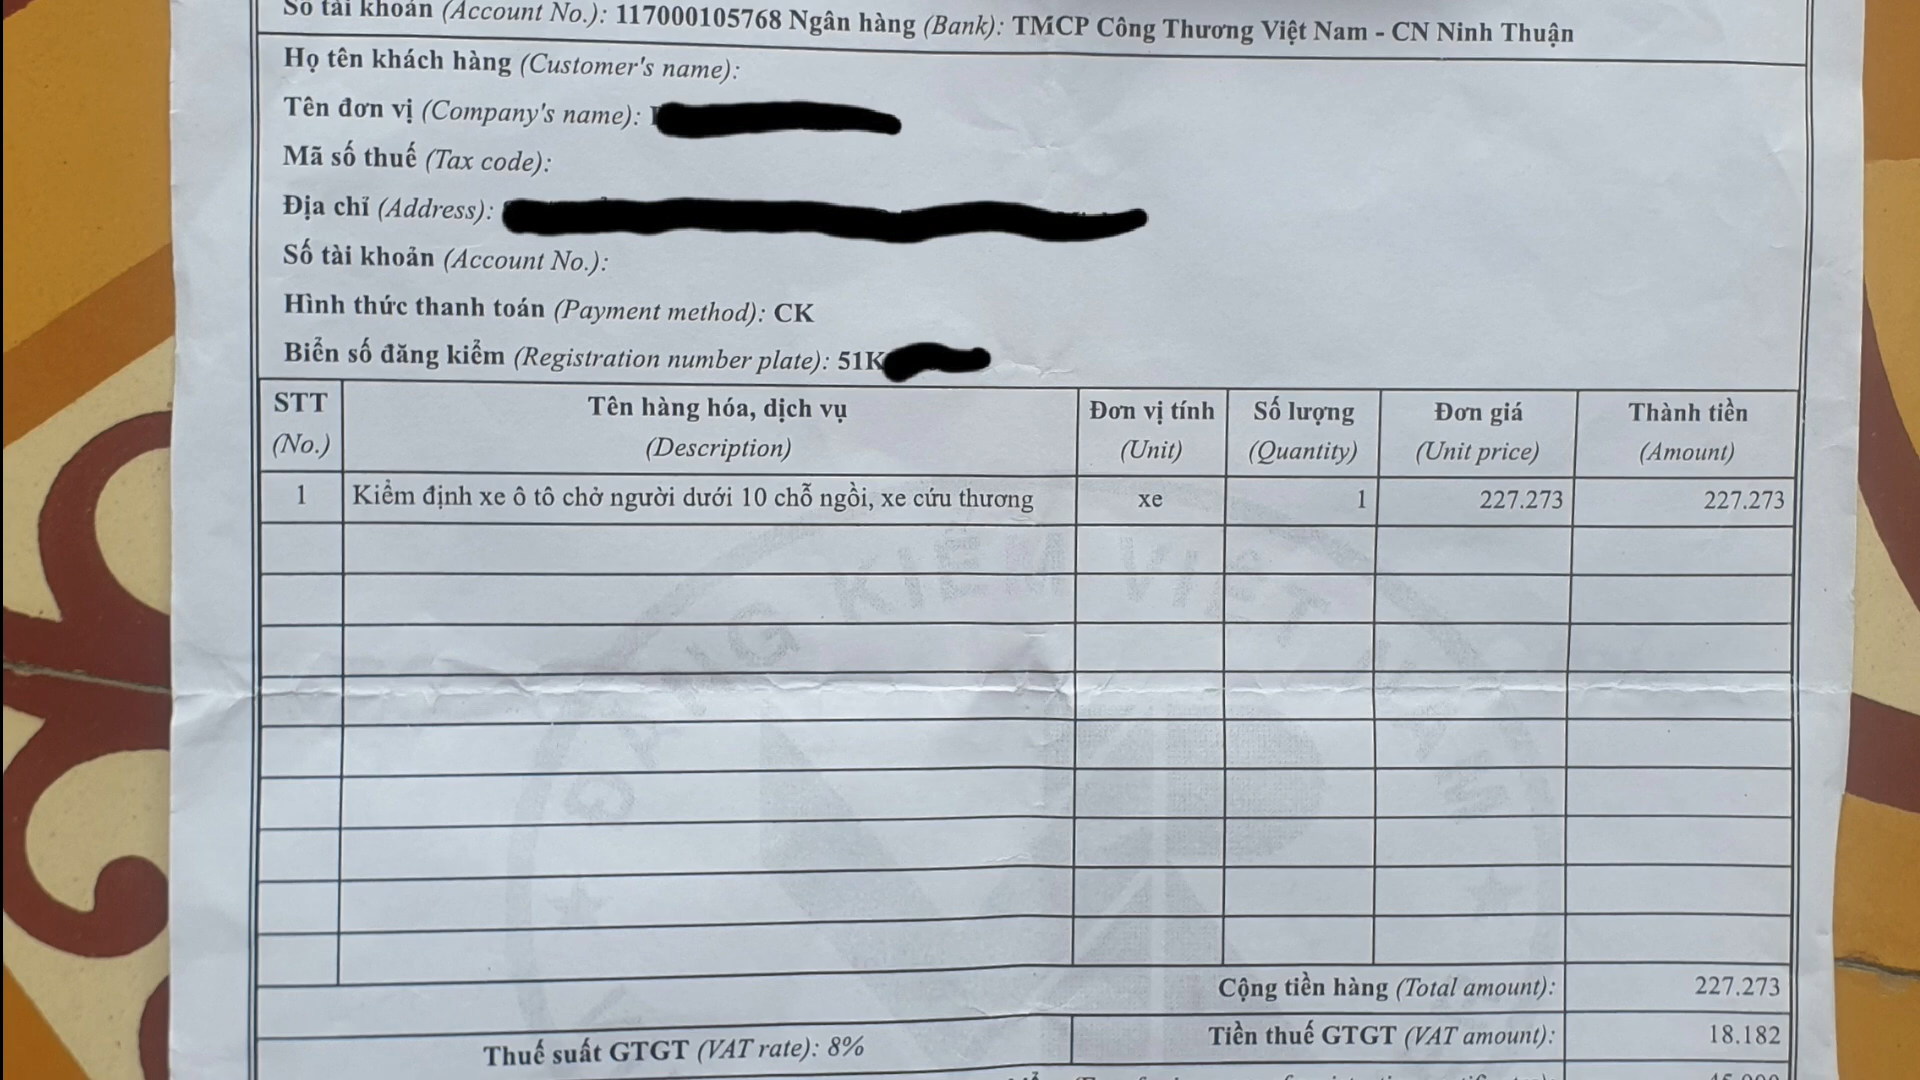 Số tài khoản (Account No.): 117000105768 Ngân hàng (Bank): TMCP Công Thương Việt Nam - CN Ninh Thuận
Họ tên khách hàng (Customer's name):
Tên đơn vị (Company's name):
Mã số thuế (Tax code):
Địa chỉ (Address):
Số tài khoản (Account No.):
Hình thức thanh toán (Payment method): CK
Biển số đăng kiểm (Registration number plate): 51K
STT Tên hàng hóa, dịch vụ Đơn vị tính Số lượng Đơn giá Thành tiền
(No.) (Description) (Unit) (Quantity) (Unit price) (Amount)
1 Kiểm định xe ô tô chở người dưới 10 chỗ ngồi, xe cứu thương xe 1 227.273 227.273
ĐĂNG KIỂM VIỆT NAM
Cộng tiền hàng (Total amount): 227.273
Thuế suất GTGT (VAT rate): 8% Tiền thuế GTGT (VAT amount): 18.182